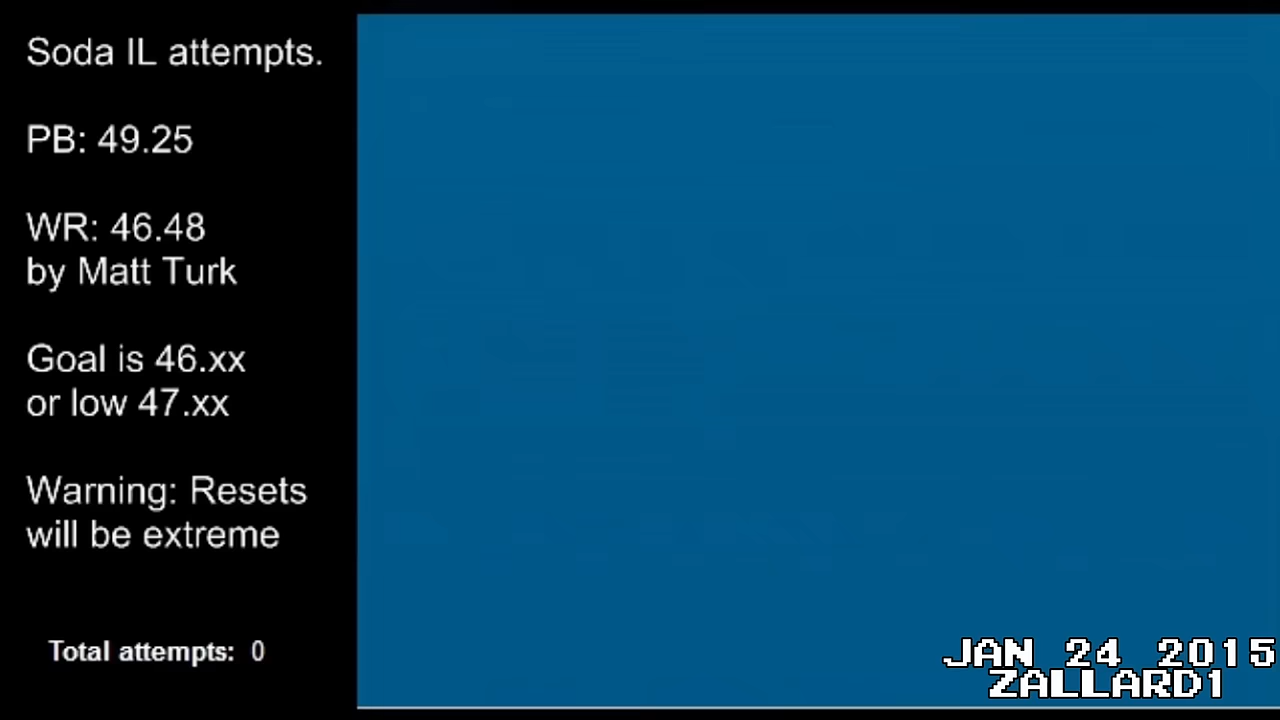 Soda IL attempts.
PB: 49.25
WR: 46.48
by Matt Turk
Goal is 46.xx
or low 47.xx
Warning: Resets
will be extreme
Total attempts: 0
JAN 24 2015
ZALLARD1